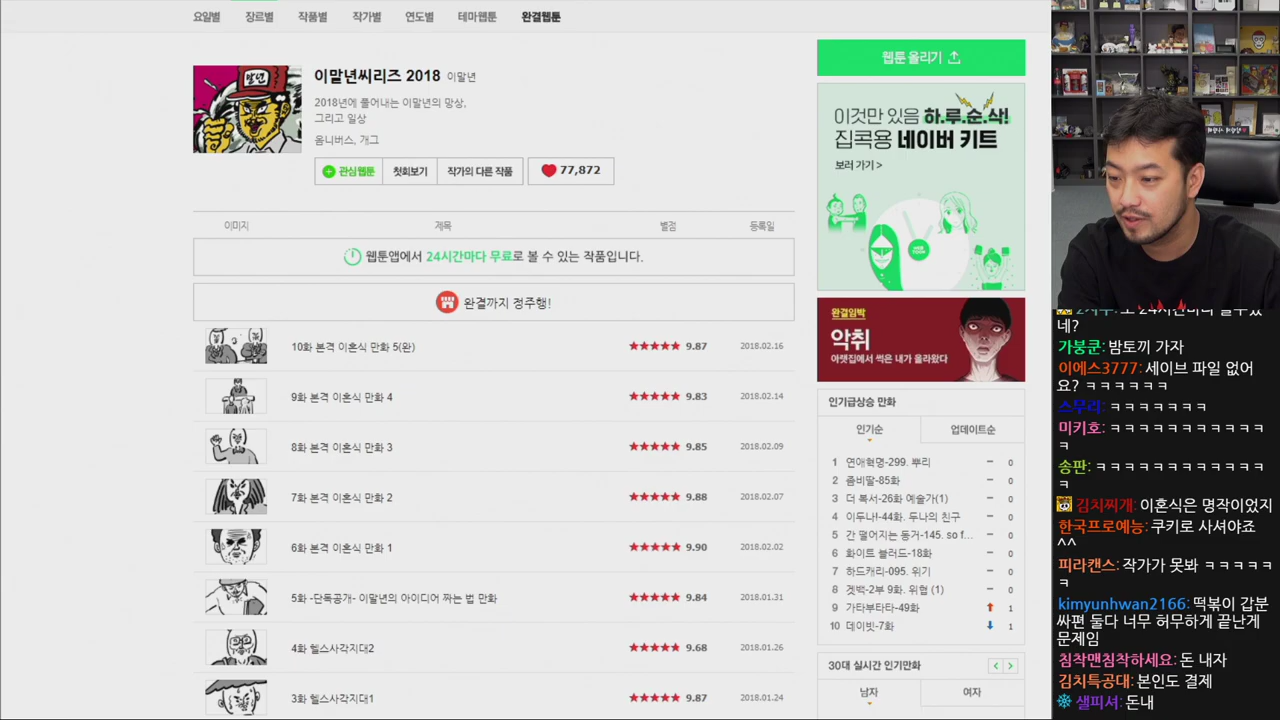 요일별 장르별 작품별 작가별 연도별 테마웹툰 완결웹툰
말년
이말년씨리즈 2018 이말년
2018년에 풀어내는 이말년의 망상,
그리고 일상
옴니버스, 개그
관심웹툰 첫회보기 작가의 다른 작품 77,872
이미지 제목 별점 등록일
웹툰앱에서 24시간마다 무료로 볼 수 있는 작품입니다.
완결까지 정주행!
10화 본격 이혼식 만화 5(완) ★★★★★ 9.87 2018.02.16
9화 본격 이혼식 만화 4 ★★★★★ 9.83 2018.02.14
8화 본격 이혼식 만화 3 ★★★★★ 9.85 2018.02.09
7화 본격 이혼식 만화 2 ★★★★★ 9.88 2018.02.07
6화 본격 이혼식 만화 1 ★★★★★ 9.90 2018.02.02
5화 -단독공개- 이말년의 아이디어 짜는 법 만화 ★★★★★ 9.84 2018.01.31
4화 헬스사각지대2 ★★★★★ 9.68 2018.01.26
3화 헬스사각지대1 ★★★★★ 9.87 2018.01.24
웹툰 올리기
이것만 있음 하.루.순.삭!
집콕용 네이버 키트
보러 가기 >
완결임박
악취
아랫집에서 썩은 내가 올라왔다
인기급상승 만화
인기순 업데이트순
1 연애혁명-299. 뿌리 – 0
2 좀비딸-85화 – 0
3 더 복서-26화 예술가(1) – 0
4 이두나!-44화. 두나의 친구 – 0
5 간 떨어지는 동거-145. so f... – 0
6 화이트 블러드-18화 – 0
7 하드캐리-095. 위기 – 0
8 겟백-2부 9화. 위협 (1) – 0
9 가타부타타-49화 1
10 데이빗-7화 1
30대 실시간 인기만화
남자 여자
네?
가붕쿤: 밤토끼 가자
이에스3777: 세이브 파일 없어
요? ㅋㅋㅋㅋㅋㅋ
스무리: ㅋㅋㅋㅋㅋㅋㅋ
미키호: ㅋㅋㅋㅋㅋㅋㅋㅋㅋㅋㅋ
ㅋ
송판: ㅋㅋㅋㅋㅋㅋㅋㅋㅋㅋㅋㅋ
ㅋ
김치찌개: 이혼식은 명작이었지
한국프로예능: 쿠키로 사셔야죠
^^
피라캔스: 작가가 못봐 ㅋㅋㅋㅋㅋ
ㅋ
kimyunhwan2166: 떡볶이 갑분
싸편 둘다 너무 허무하게 끝난게
문제임
침착맨침착하세요: 돈 내자
김치특공대: 본인도 결제
샐피셔: 돈내